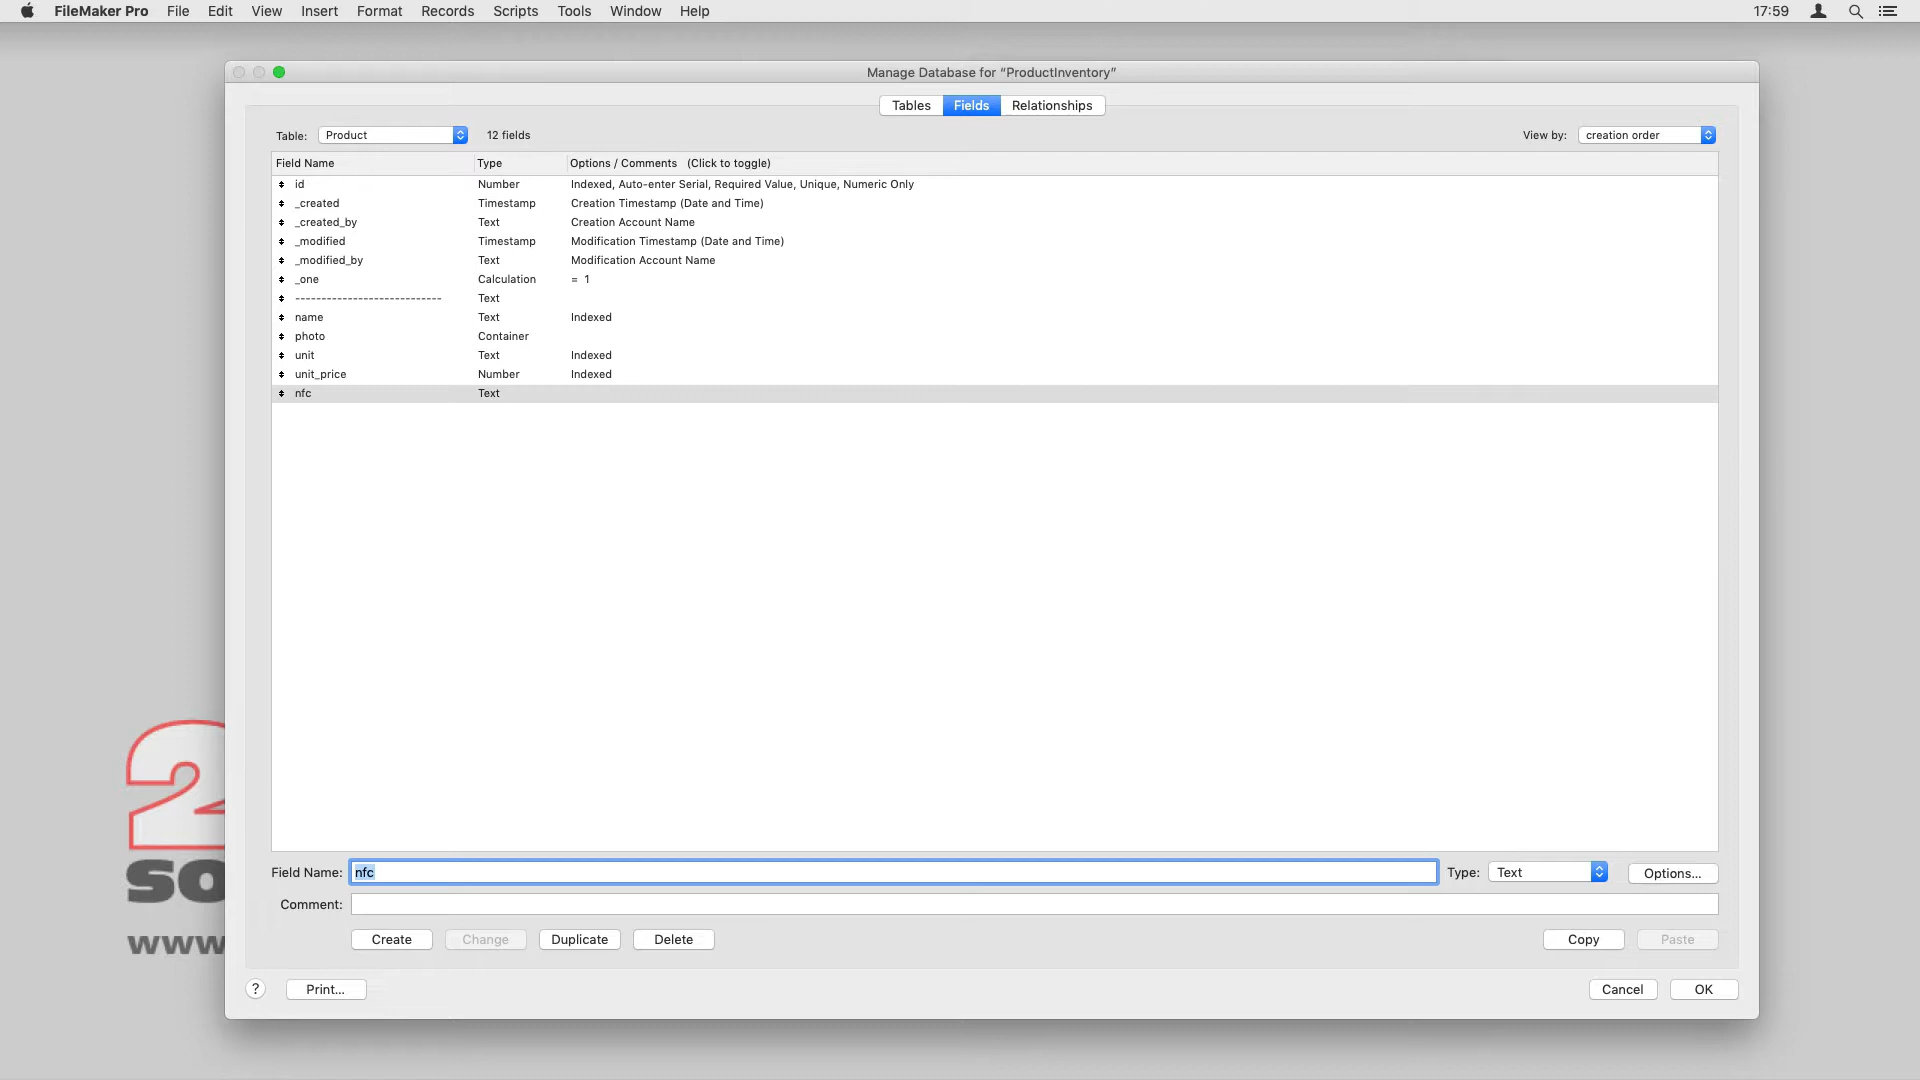 FileMaker Pro File Edit View Insert Format Records Scripts Tools Window Help 17:59
Manage Database for “ProductInventory”
Tables Fields Relationships
Table: Product 12 fields View by: creation order
Field Name Type Options / Comments (Click to toggle)
id Number Indexed, Auto-enter Serial, Required Value, Unique, Numeric Only
_created Timestamp Creation Timestamp (Date and Time)
_created_by Text Creation Account Name
_modified Timestamp Modification Timestamp (Date and Time)
_modified_by Text Modification Account Name
_one Calculation = 1
---------------------------- Text
name Text Indexed
photo Container
unit Text Indexed
unit_price Number Indexed
nfc Text
2
so
www
Field Name: nfc Type: Text Options...
Comment:
Create Change Duplicate Delete Copy Paste
? Print... Cancel OK